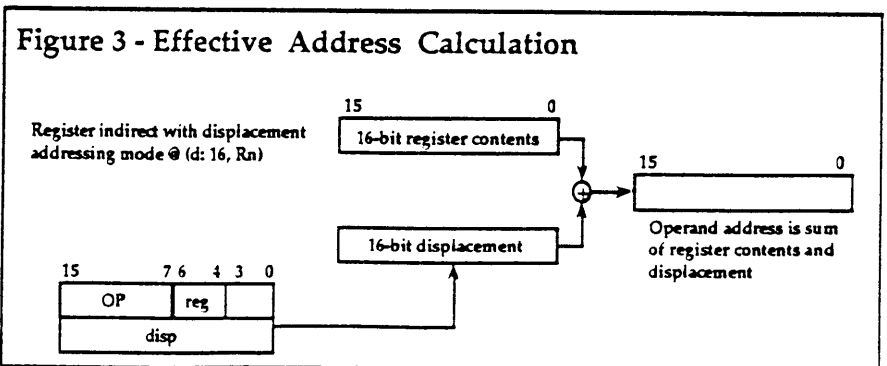 Figure 3 - Effective Address Calculation
Register indirect with displacement
addressing mode @ (d: 16, Rn)
15 0
16-bit register contents
+
15 0
Operand address is sum
of register contents and
displacement
16-bit displacement
15 7 6 4 3 0
OP reg
disp